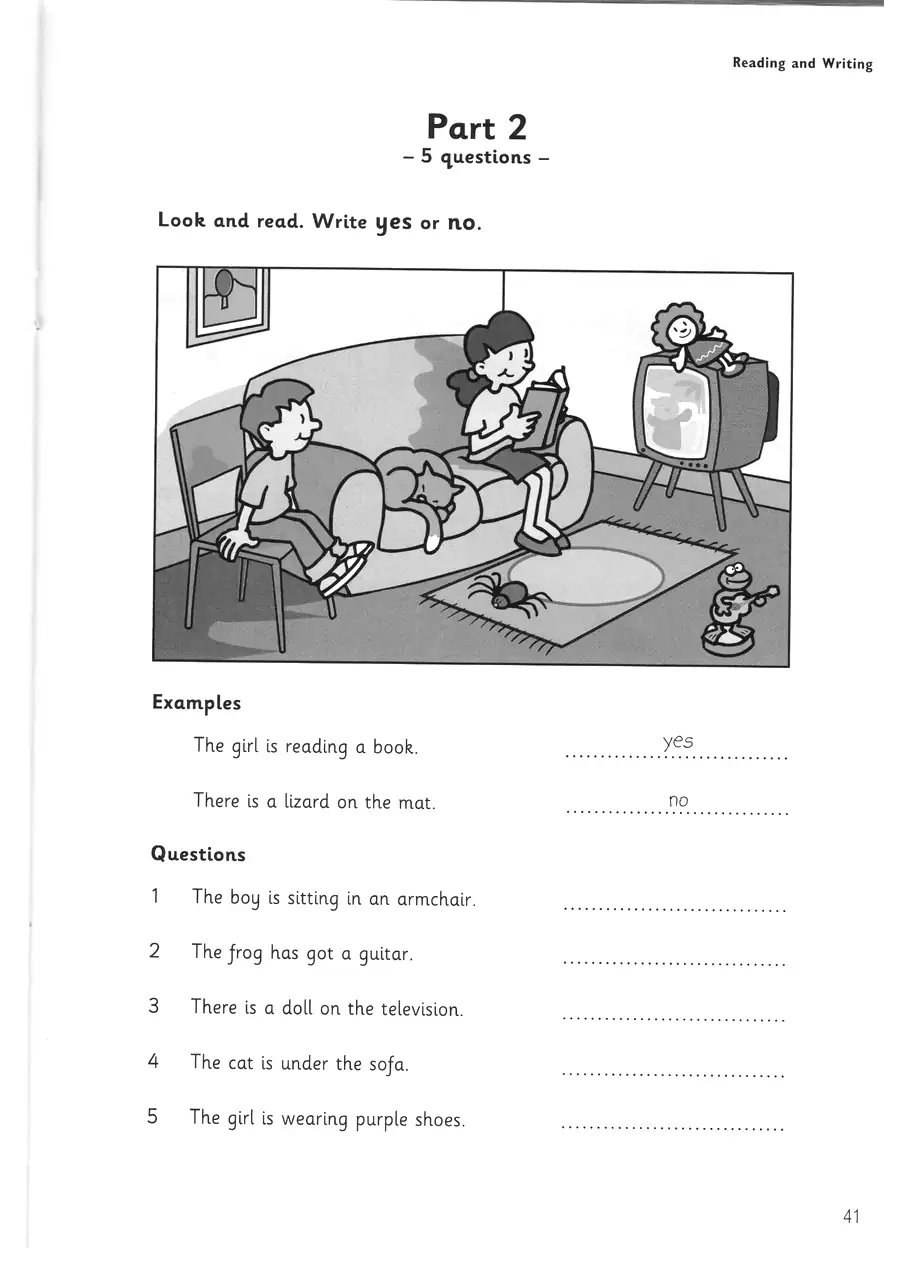 Reading and Writing
Part 2
– 5 questions –
Look and read. Write yes or no.
Examples
The girl is reading a book. yes
There is a lizard on the mat. no
Questions
1 The boy is sitting in an armchair.
2 The frog has got a guitar.
3 There is a doll on the television.
4 The cat is under the sofa.
5 The girl is wearing purple shoes.
41